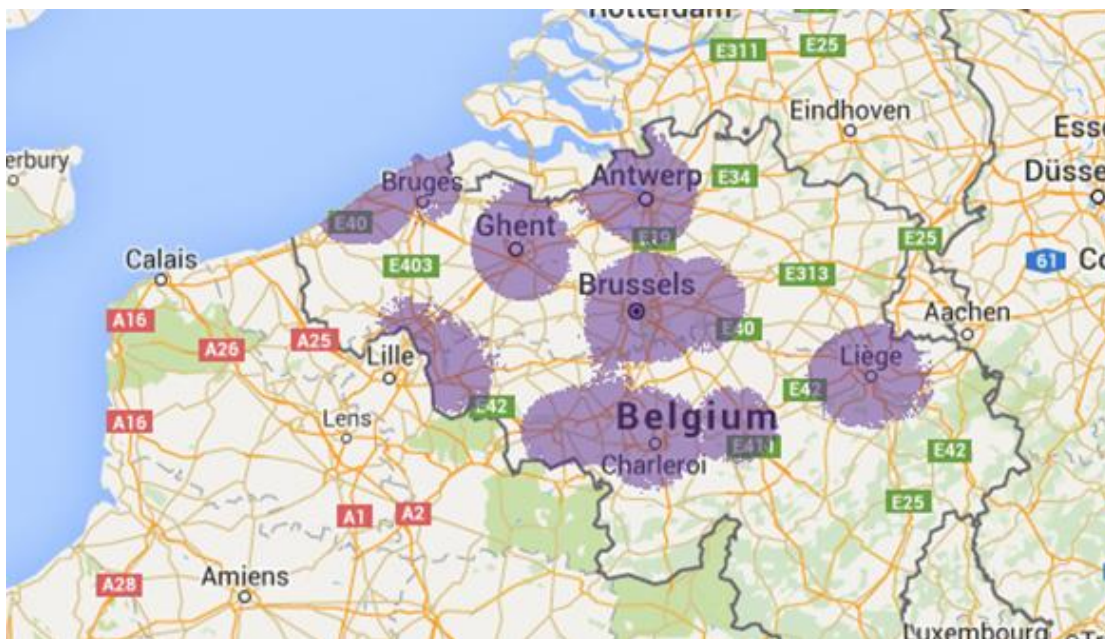 Rotterdam
E311
E25
Eindhoven
Esse
Düsse
erbury
Bruges
Antwerp
E34
E40
Ghent
E19
E25
Calais
E403
E313
61
Co
Brussels
Aachen
A16
A25
A26
Lille
E40
Liège
E42
E42
A16
Lens
Belgium
Charleroi
E42
E25
A1
A2
A28
Amiens
Luxembourg